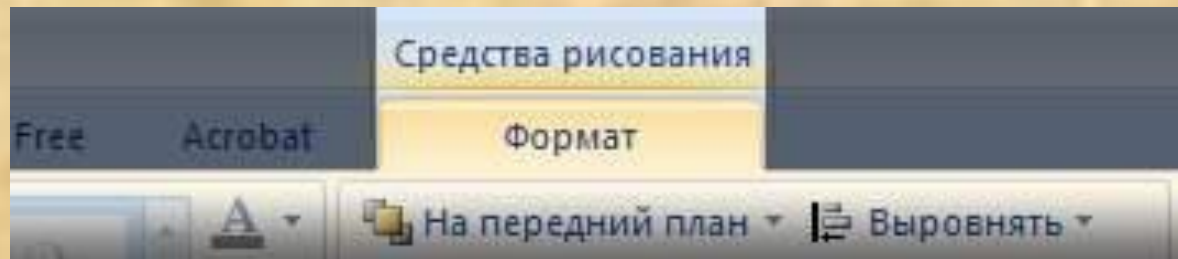 Средства рисования
Free Acrobat Формат
A На передний план Выровнять